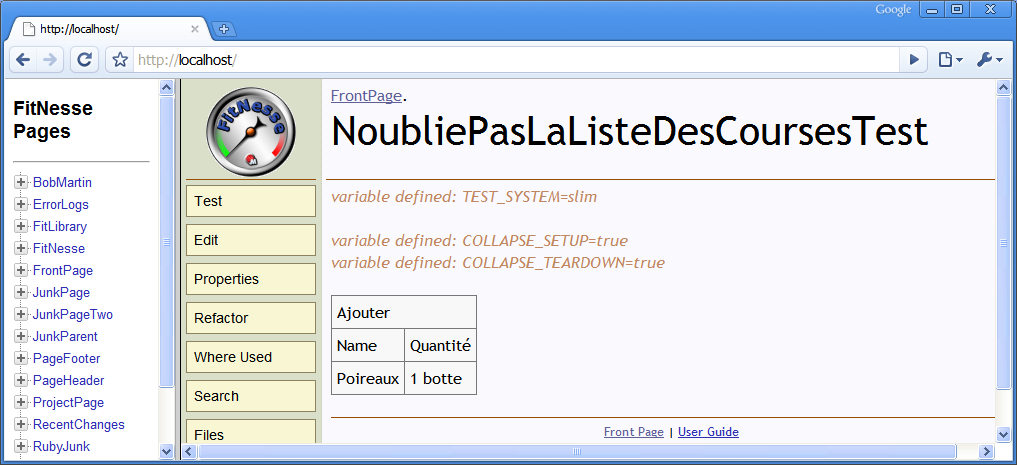 Google
http://localhost/
http://localhost/
FitNesse
Pages
BobMartin
ErrorLogs
FitLibrary
FitNesse
FrontPage
JunkPage
JunkPageTwo
JunkParent
PageFooter
PageHeader
ProjectPage
RecentChanges
RubyJunk
FitNesse
Test
Edit
Properties
Refactor
Where Used
Search
Files
FrontPage.
NoubliePasLaListeDesCoursesTest
variable defined: TEST_SYSTEM=slim
variable defined: COLLAPSE_SETUP=true
variable defined: COLLAPSE_TEARDOWN=true
Ajouter
Name Quantité
Poireaux 1 botte
Front Page | User Guide